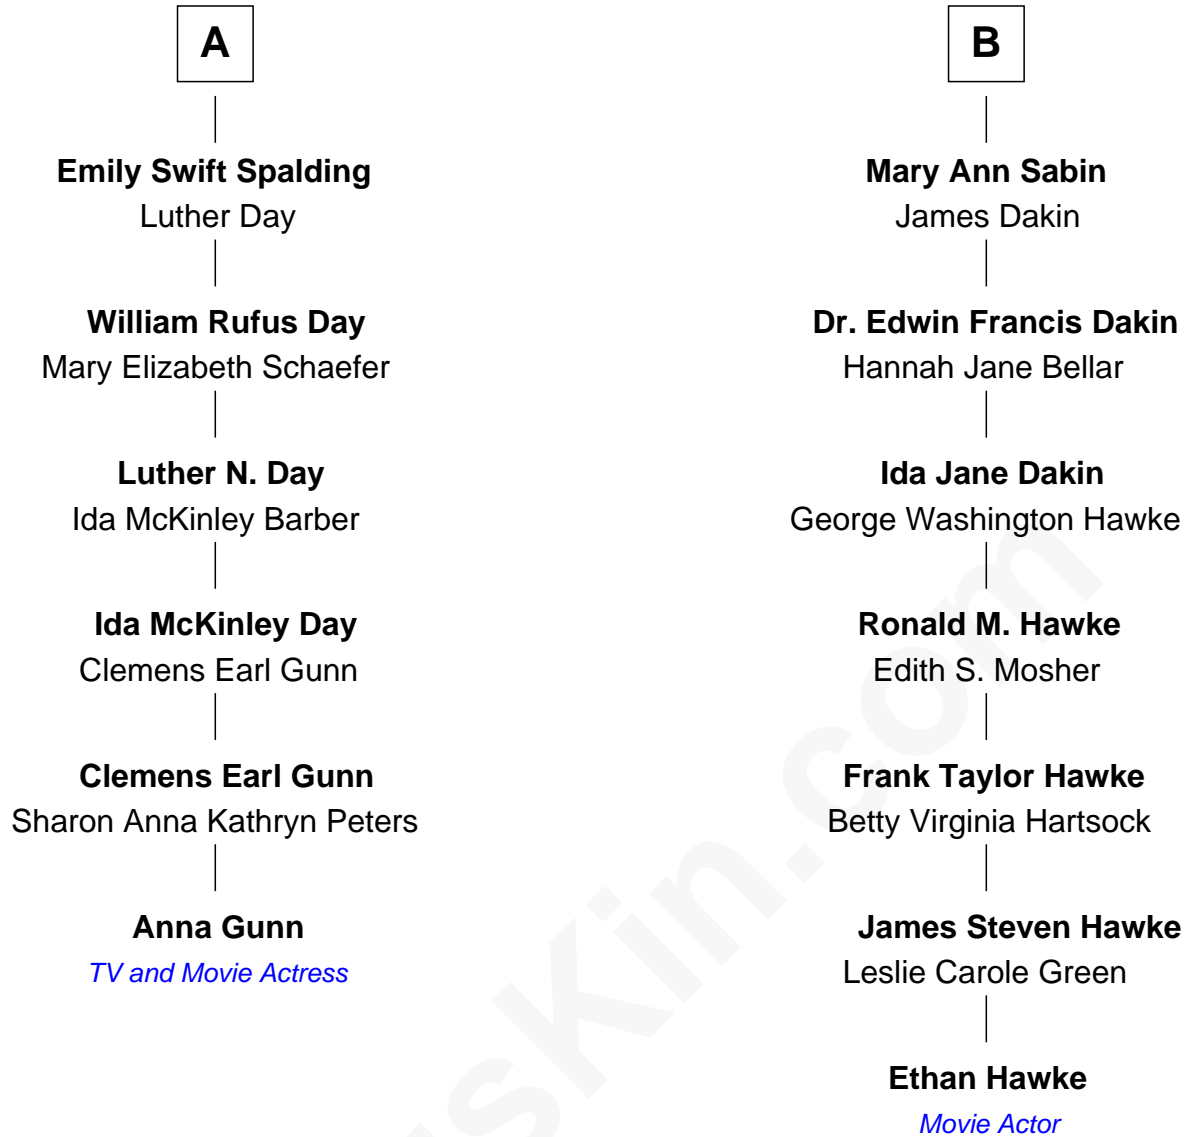 A
Emily Swift Spalding
Luther Day
William Rufus Day
Mary Elizabeth Schaefer
Luther N. Day
Ida McKinley Barber
Ida McKinley Day
Clemens Earl Gunn
Clemens Earl Gunn
Sharon Anna Kathryn Peters
Anna Gunn
TV and Movie Actress
B
Mary Ann Sabin
James Dakin
Dr. Edwin Francis Dakin
Hannah Jane Bellar
Ida Jane Dakin
George Washington Hawke
Ronald M. Hawke
Edith S. Mosher
Frank Taylor Hawke
Betty Virginia Hartsock
James Steven Hawke
Leslie Carole Green
Ethan Hawke
Movie Actor
usKin.com